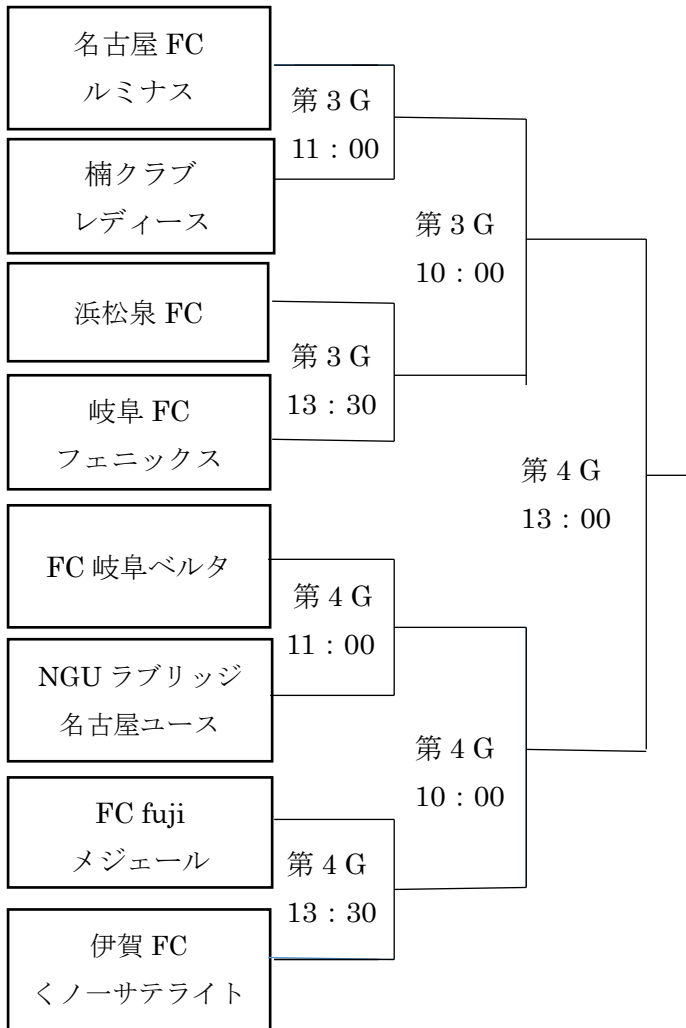 名古屋 FC
ルミナス
楠クラブ
レディース
第 3 G
11：00
浜松泉 FC
岐阜 FC
フェニックス
第 3 G
13：30
第 3 G
10：00
FC 岐阜ベルタ
NGU ラブリッジ
名古屋ユース
第 4 G
11：00
FC fuji
メジェール
伊賀 FC
くノ一サテライト
第 4 G
13：30
第 4 G
10：00
第 4 G
13：00